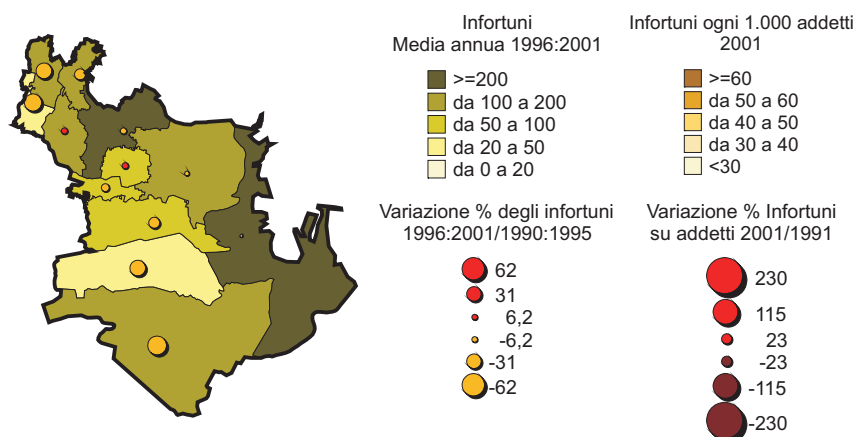 Infortuni
Media annua 1996:2001
>=200
da 100 a 200
da 50 a 100
da 20 a 50
da 0 a 20
Infortuni ogni 1.000 addetti
2001
>=60
da 50 a 60
da 40 a 50
da 30 a 40
<30
Variazione % degli infortuni
1996:2001/1990:1995
62
31
6,2
-6,2
-31
-62
Variazione % Infortuni
su addetti 2001/1991
230
115
23
-23
-115
-230